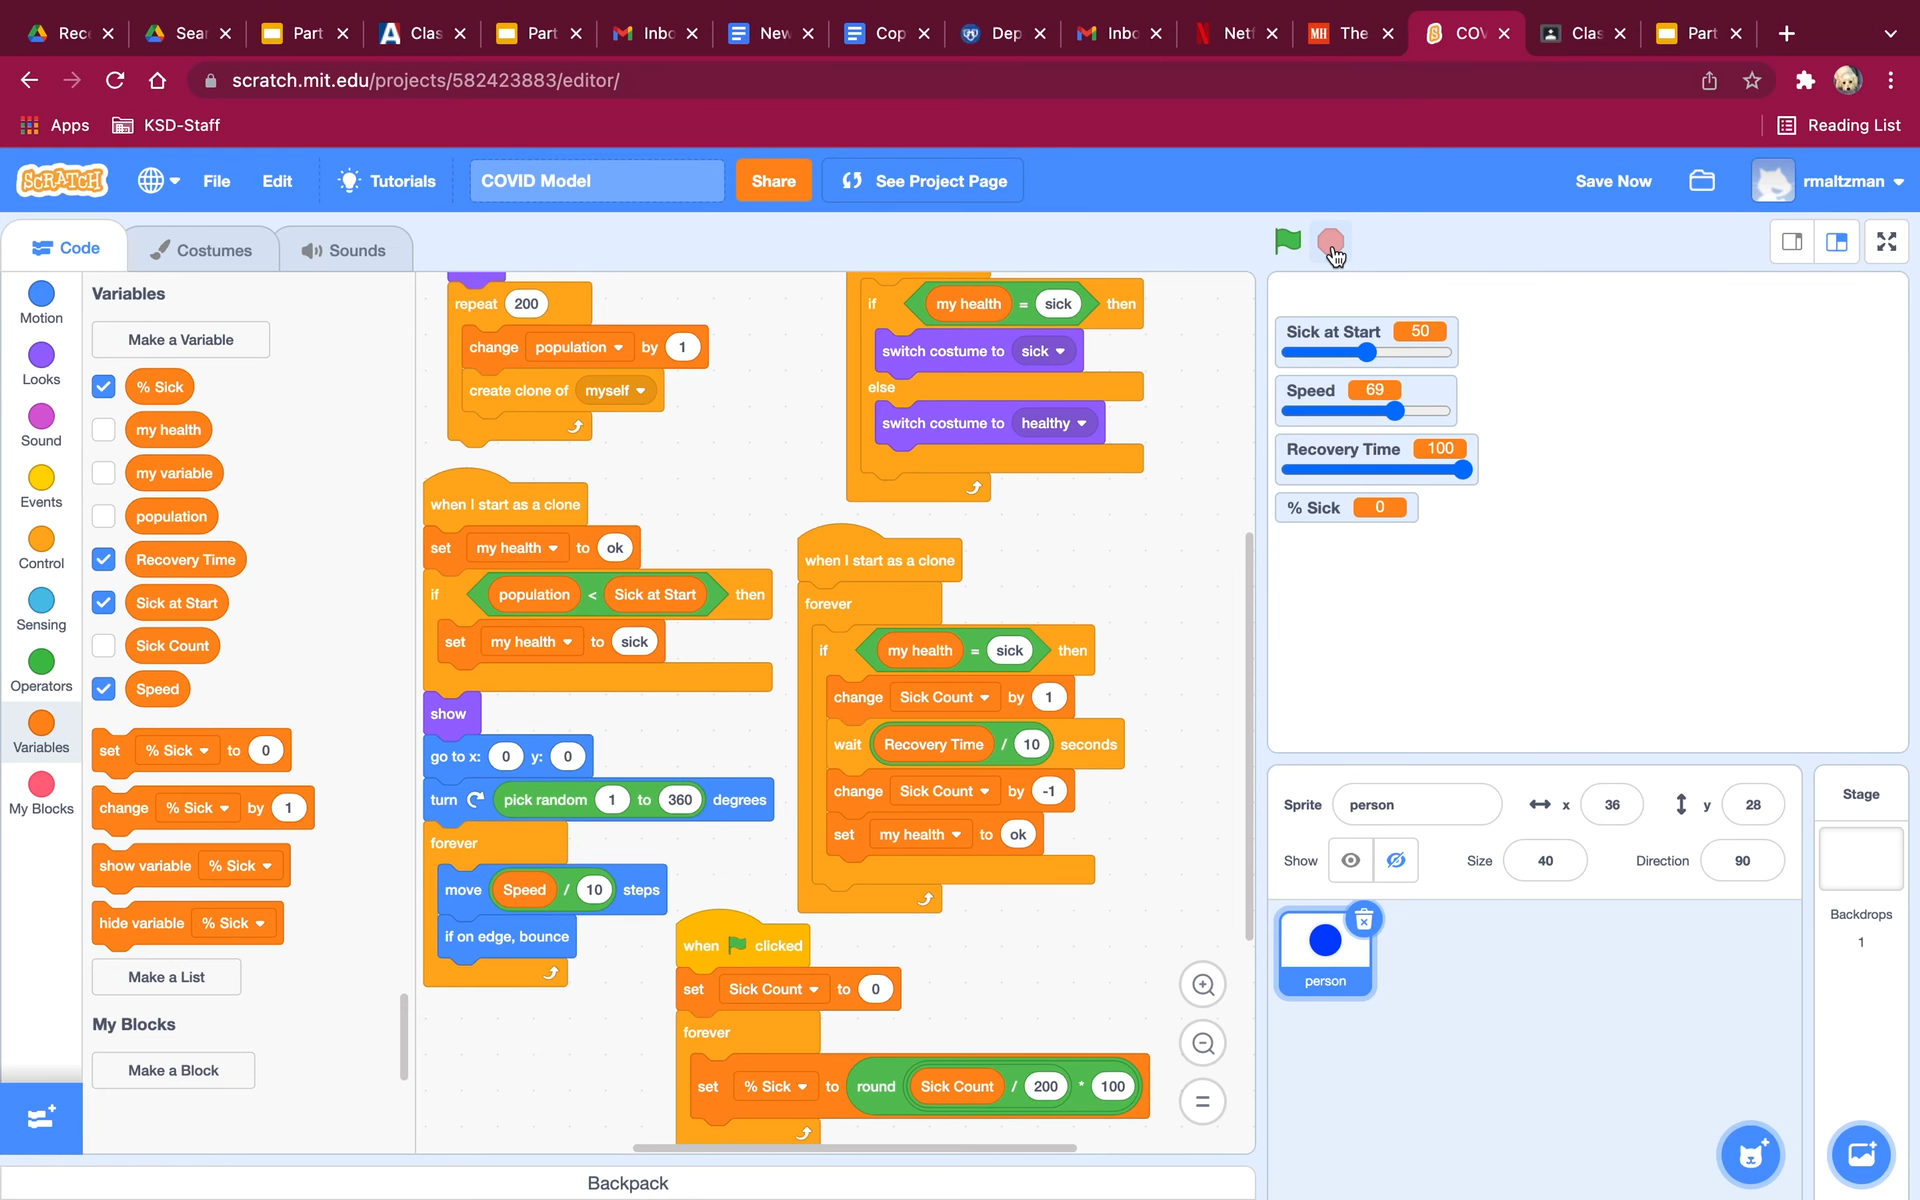 Rec
Sear
Part
Clas
Part
Inbo
New
Cop
Dep
Inbo
Netf
MH The
COV
Clas
Part
scratch.mit.edu/projects/582423883/editor/
Apps
KSD-Staff
Reading List
SCRATCH
File
Edit
Tutorials
COVID Model
Share
See Project Page
Save Now
rmaltzman
Code
Costumes
Sounds
Motion
Looks
Sound
Events
Control
Sensing
Operators
Variables
My Blocks
Variables
Make a Variable
% Sick
my health
my variable
population
Recovery Time
Sick at Start
Sick Count
Speed
set % Sick to 0
change % Sick by 1
show variable % Sick
hide variable % Sick
Make a List
My Blocks
Make a Block
repeat 200
change population by 1
create clone of myself
when I start as a clone
set my health to ok
if population < Sick at Start then
set my health to sick
show
go to x: 0 y: 0
turn pick random 1 to 360 degrees
forever
move Speed / 10 steps
if on edge, bounce
if my health = sick then
switch costume to sick
else
switch costume to healthy
when I start as a clone
forever
if my health = sick then
change Sick Count by 1
wait Recovery Time / 10 seconds
change Sick Count by -1
set my health to ok
when clicked
set Sick Count to 0
forever
set % Sick to round Sick Count / 200 * 100
Backpack
Sick at Start 50
Speed 69
Recovery Time 100
% Sick 0
Sprite person x 36 y 28
Show Size 40 Direction 90
person
Stage
Backdrops
1